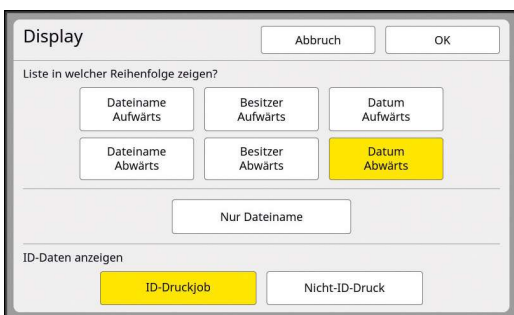 Display
Abbruch
OK
Liste in welcher Reihenfolge zeigen?
Dateiname
Aufwärts
Besitzer
Aufwärts
Datum
Aufwärts
Dateiname
Abwärts
Besitzer
Abwärts
Datum
Abwärts
Nur Dateiname
ID-Daten anzeigen
ID-Druckjob
Nicht-ID-Druck